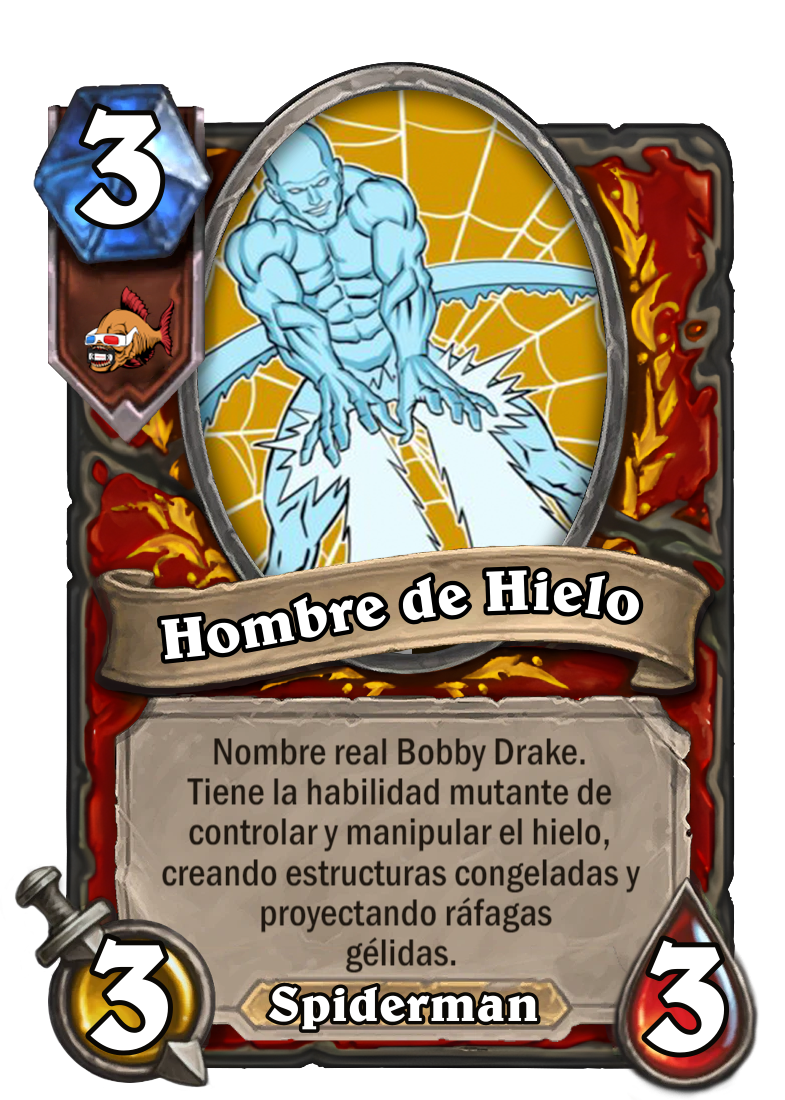 3
Hombre de Hielo
Nombre real Bobby Drake.
Tiene la habilidad mutante de
controlar y manipular el hielo,
creando estructuras congeladas y
proyectando ráfagas
gélidas.
Spiderman
3
3